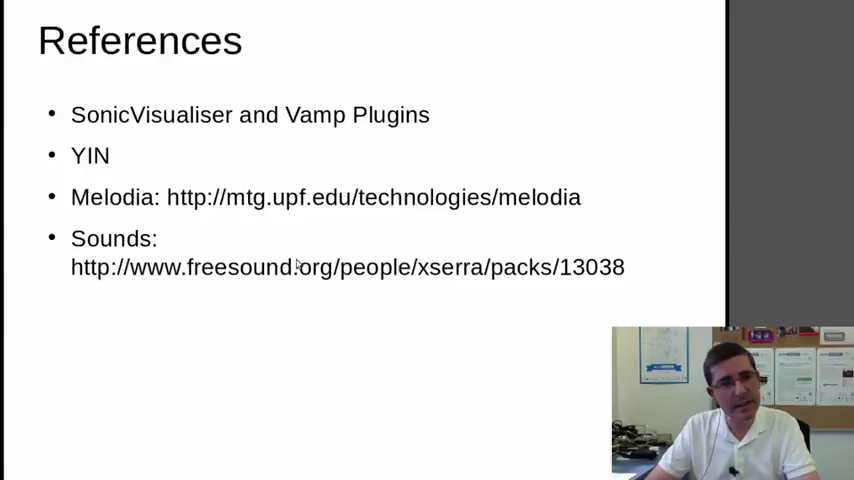 References
• SonicVisualiser and Vamp Plugins
• YIN
• Melodia: http://mtg.upf.edu/technologies/melodia
• Sounds:
http://www.freesound.org/people/xserra/packs/13038